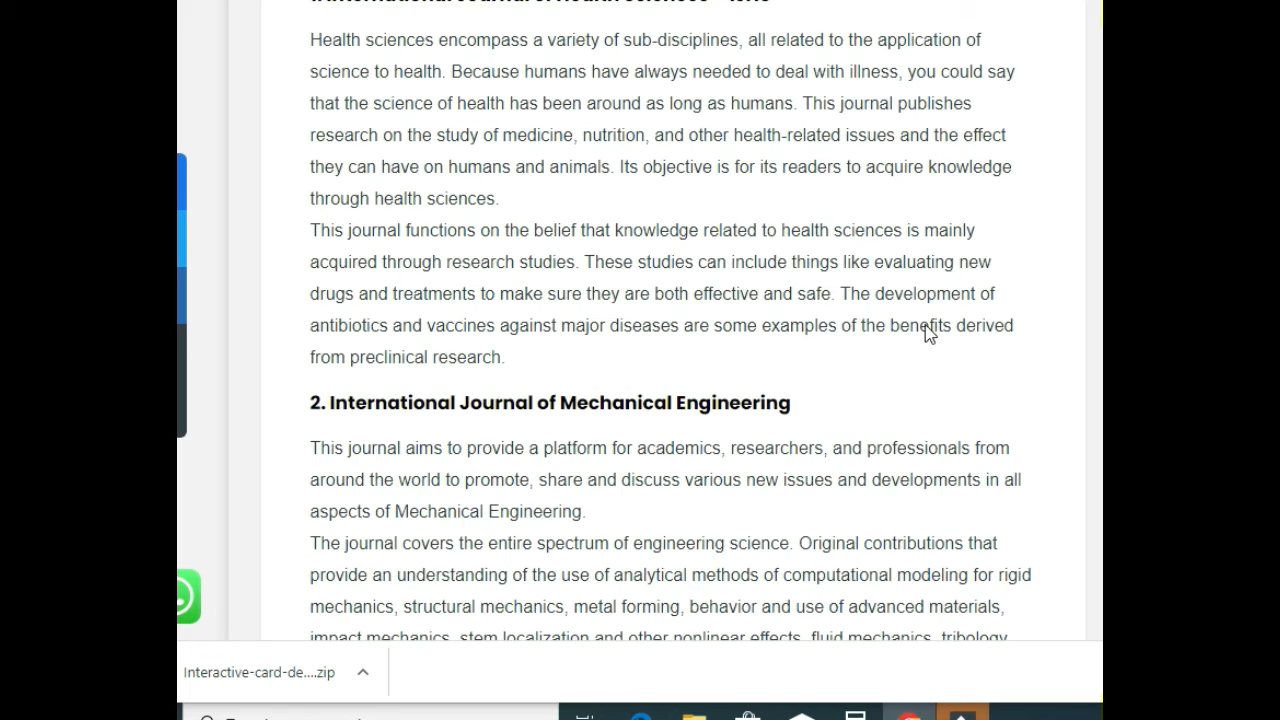 Health sciences encompass a variety of sub-disciplines, all related to the application of
science to health. Because humans have always needed to deal with illness, you could say
that the science of health has been around as long as humans. This journal publishes
research on the study of medicine, nutrition, and other health-related issues and the effect
they can have on humans and animals. Its objective is for its readers to acquire knowledge
through health sciences.
This journal functions on the belief that knowledge related to health sciences is mainly
acquired through research studies. These studies can include things like evaluating new
drugs and treatments to make sure they are both effective and safe. The development of
antibiotics and vaccines against major diseases are some examples of the benefits derived
from preclinical research.
2. International Journal of Mechanical Engineering
This journal aims to provide a platform for academics, researchers, and professionals from
around the world to promote, share and discuss various new issues and developments in all
aspects of Mechanical Engineering.
The journal covers the entire spectrum of engineering science. Original contributions that
provide an understanding of the use of analytical methods of computational modeling for rigid
mechanics, structural mechanics, metal forming, behavior and use of advanced materials,
impact mechanics, stem localization and other nonlinear effects, fluid mechanics, tribology,
Interactive-card-de....zip